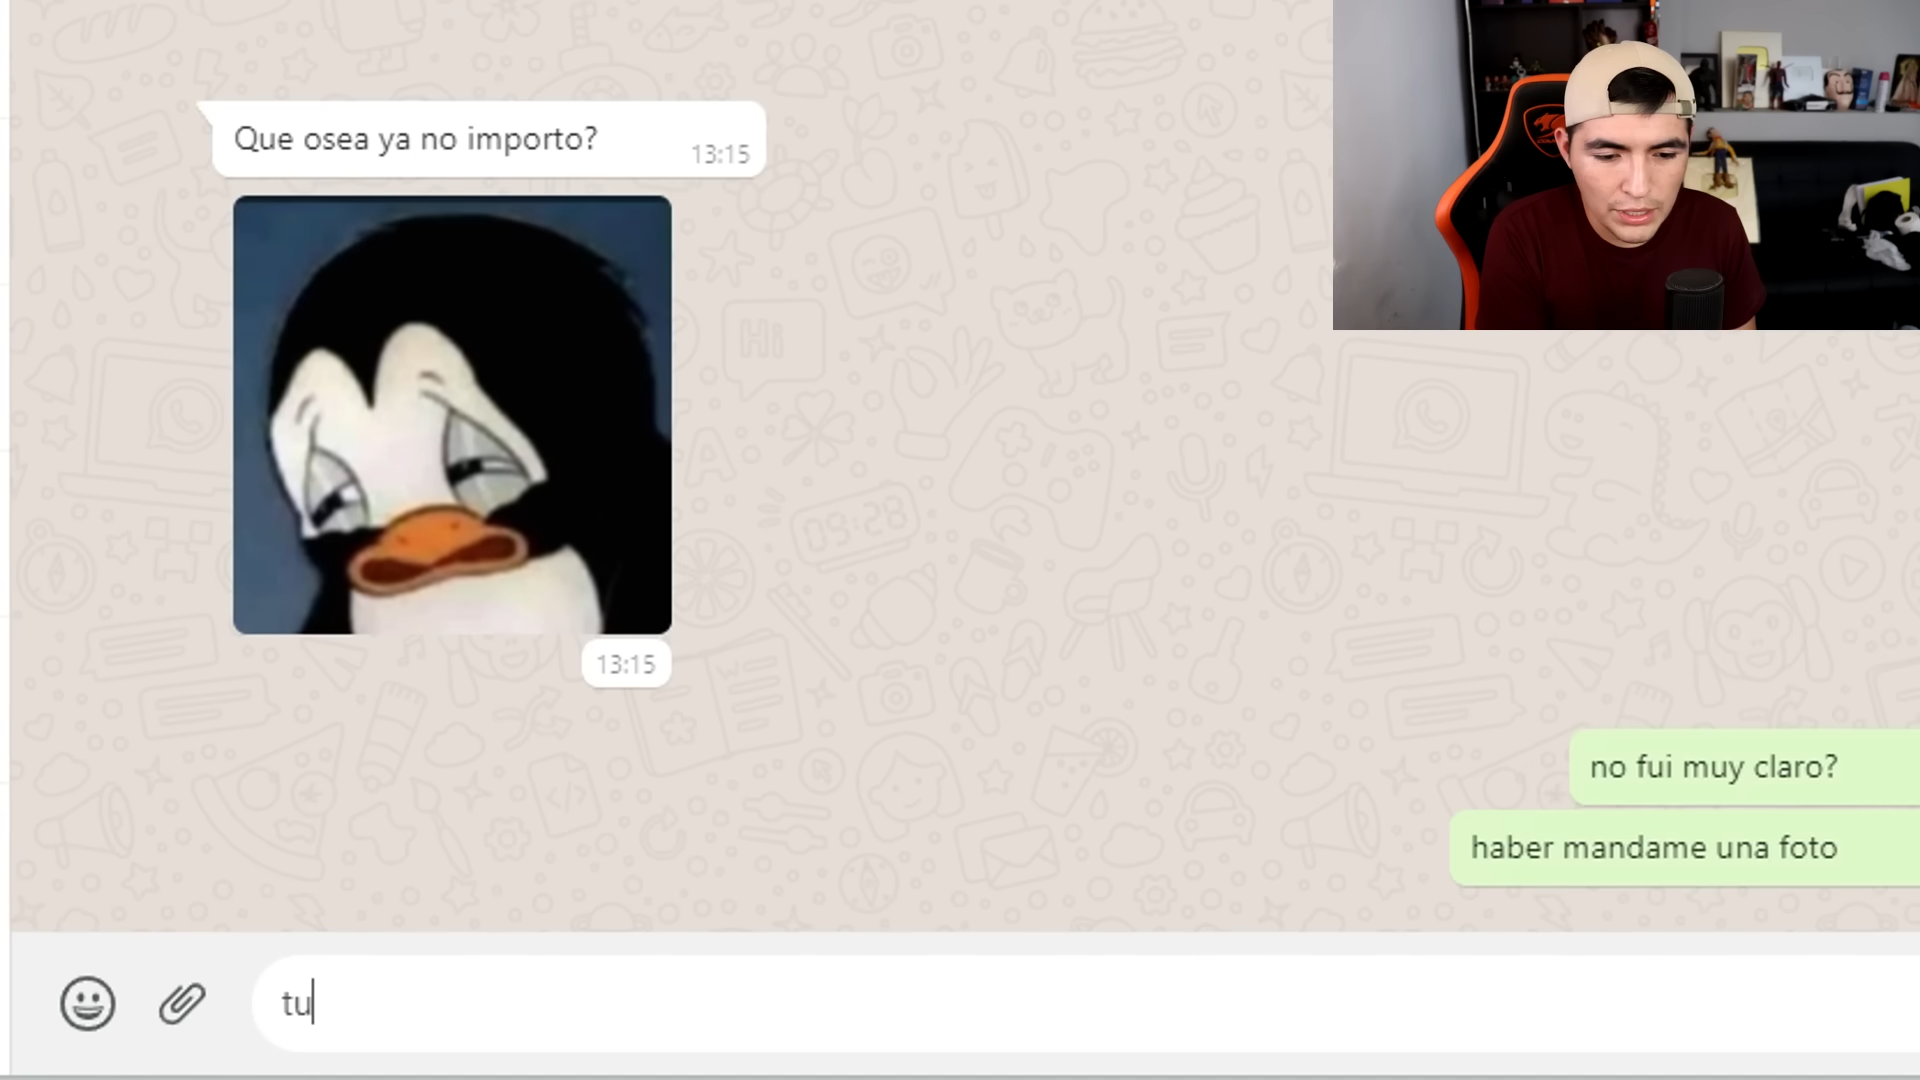 Que osea ya no importo?
13:15
13:15
no fui muy claro?
haber mandame una foto
tu